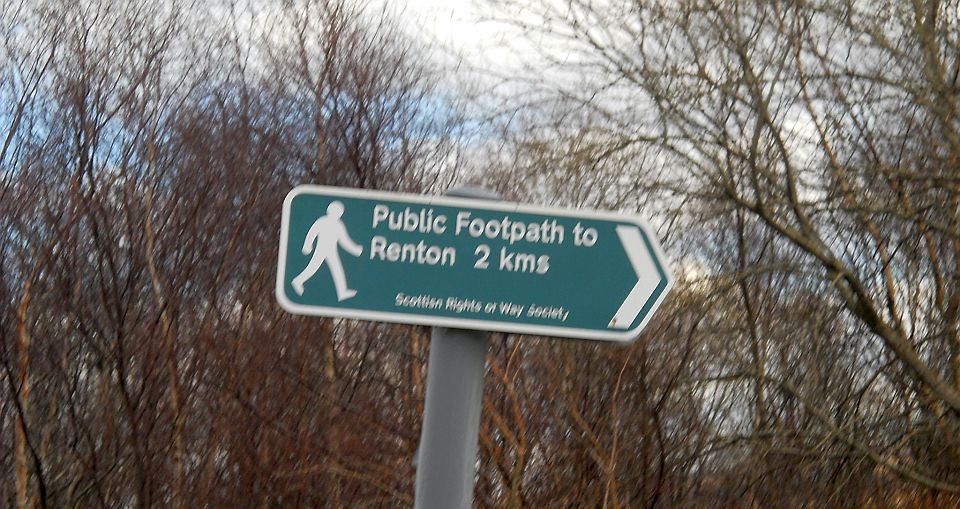 Public Footpath to
Renton 2 kms
Scottish Rights of Way Society